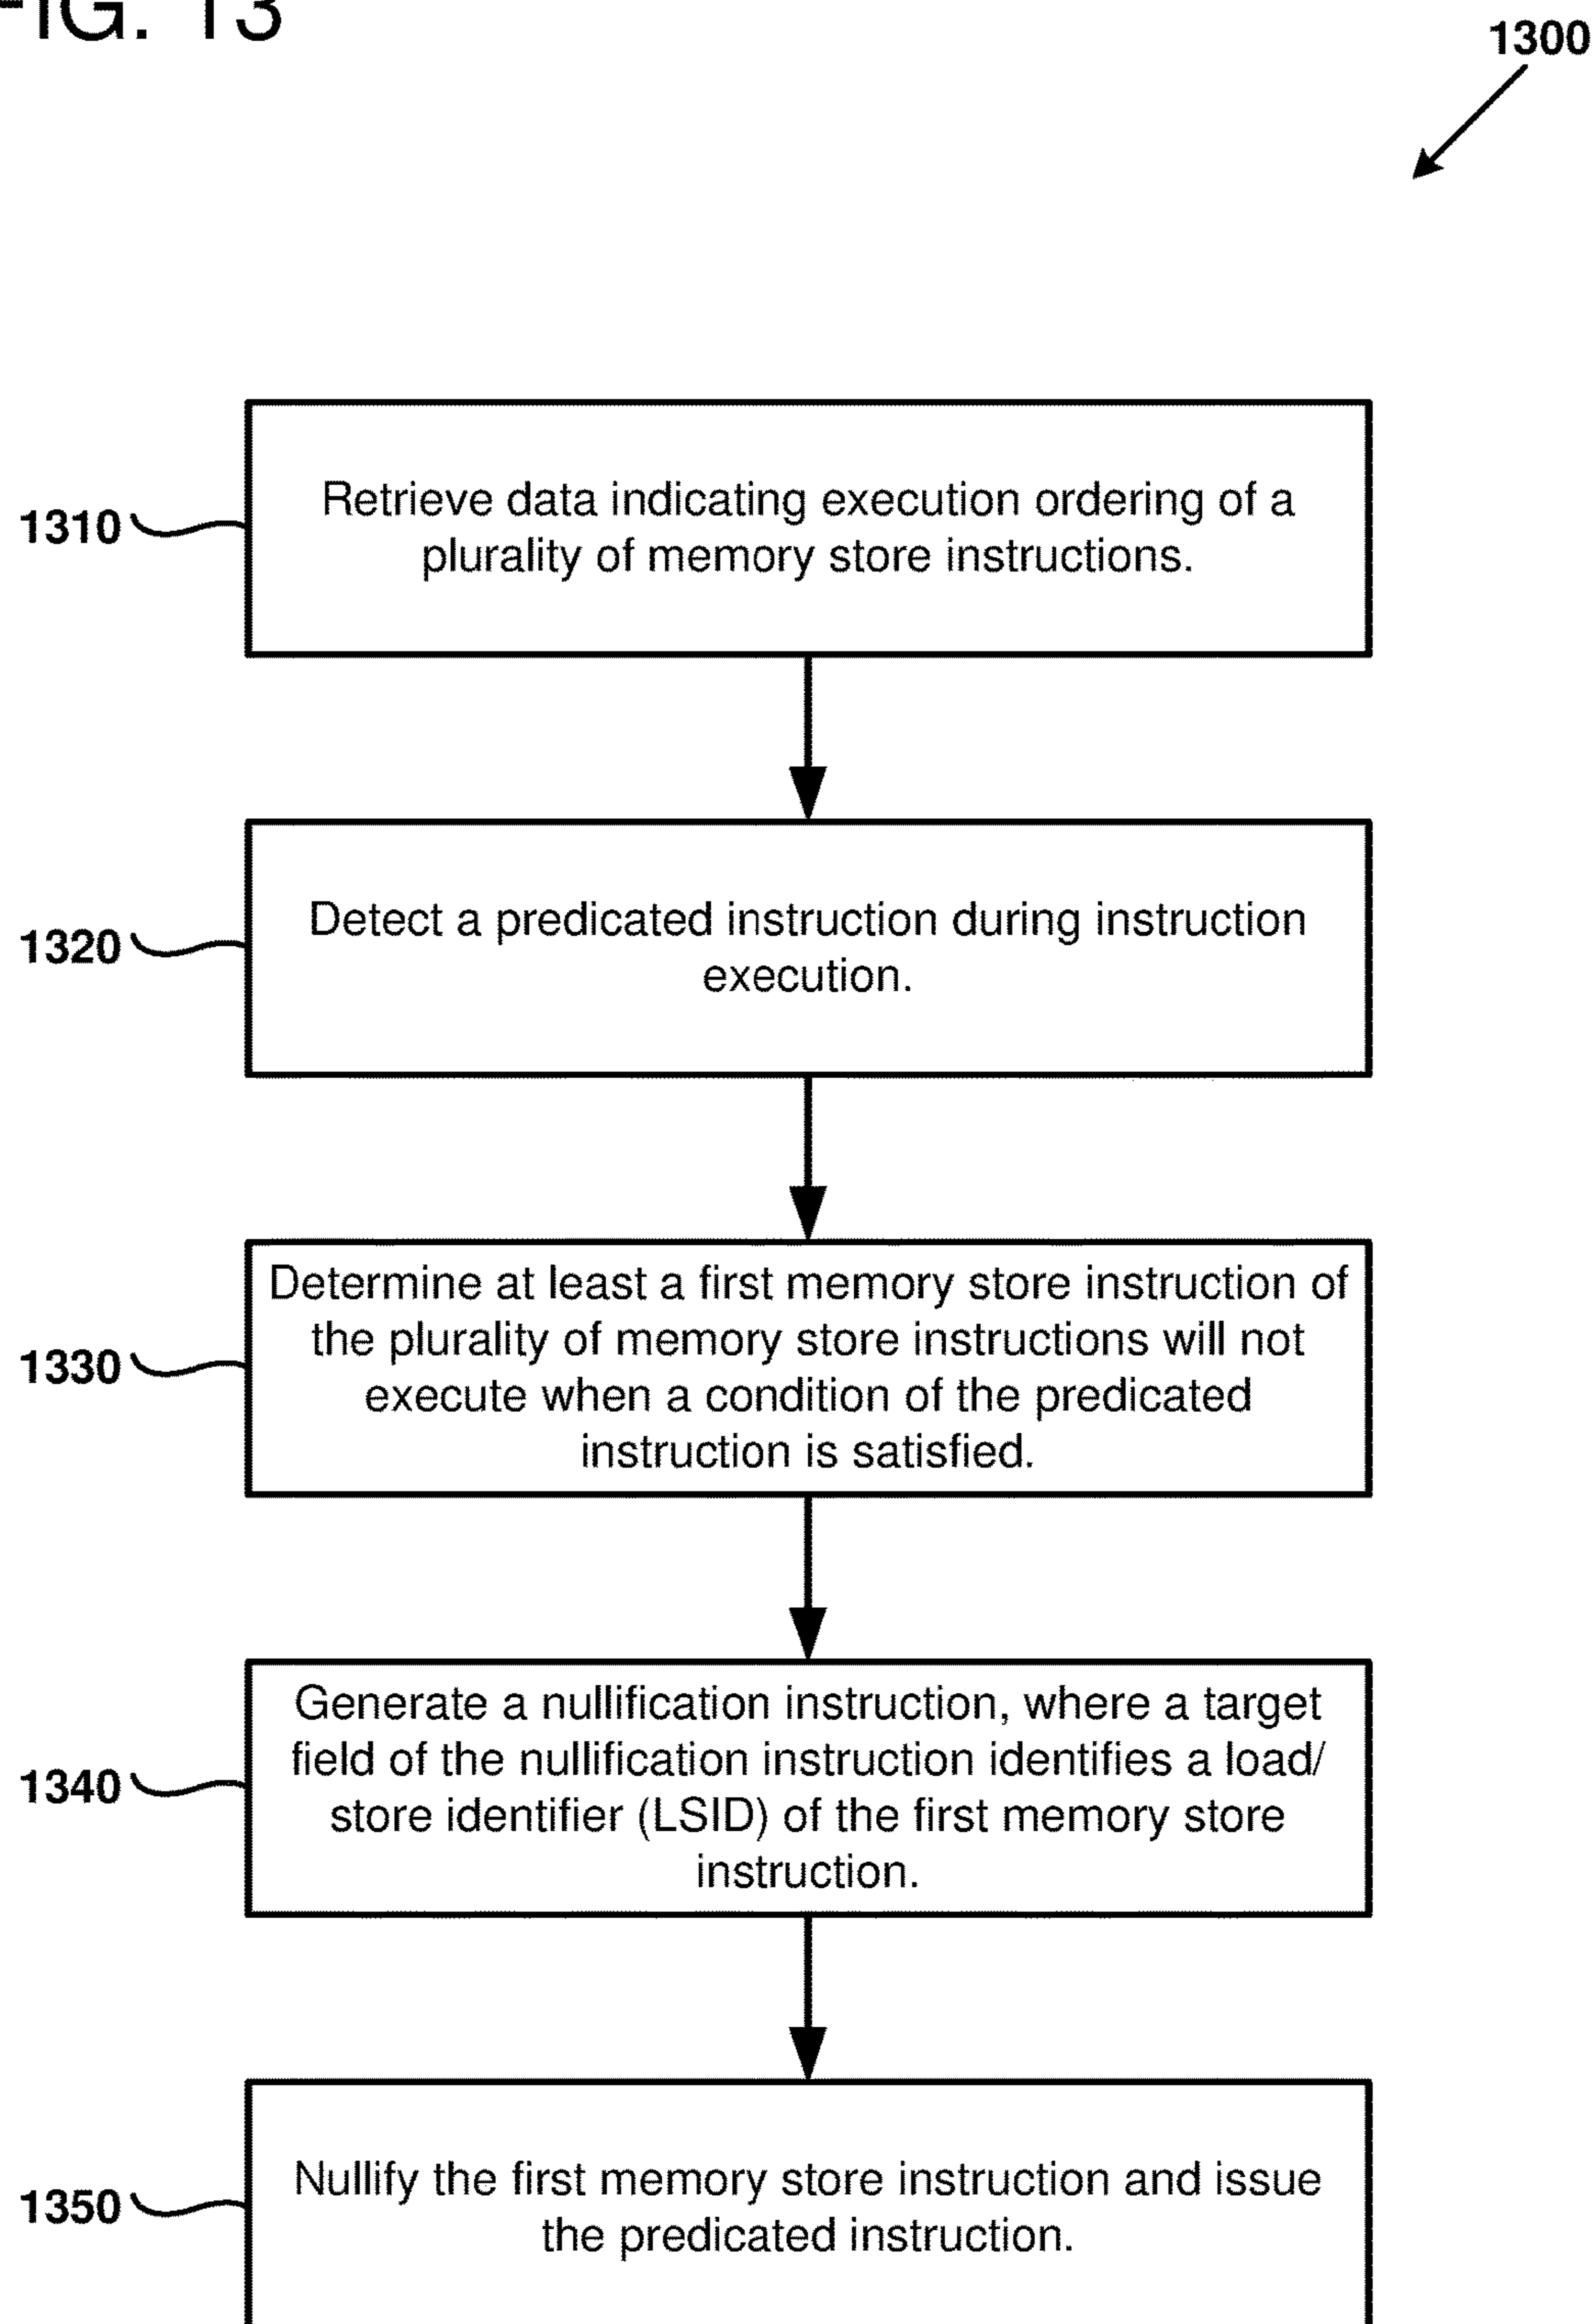 FIG. 13
1300
1310
Retrieve data indicating execution ordering of a
plurality of memory store instructions.
1320
Detect a predicated instruction during instruction
execution.
1330
Determine at least a first memory store instruction of
the plurality of memory store instructions will not
execute when a condition of the predicated
instruction is satisfied.
1340
Generate a nullification instruction, where a target
field of the nullification instruction identifies a load/
store identifier (LSID) of the first memory store
instruction.
1350
Nullify the first memory store instruction and issue
the predicated instruction.